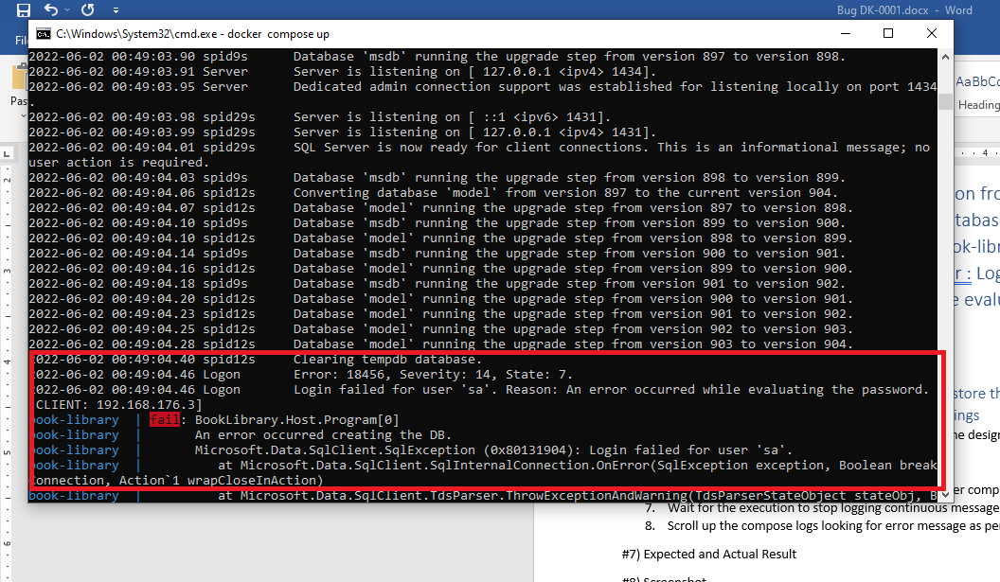 Bug DK-0001.docx - Word
C:\Windows\System32\cmd.exe - docker compose up
2022-06-02 00:49:03.90 spid9s Database 'msdb' running the upgrade step from version 897 to version 898.
2022-06-02 00:49:03.91 Server Server is listening on [ 127.0.0.1 <ipv4> 1434].
2022-06-02 00:49:03.95 Server Dedicated admin connection support was established for listening locally on port 1434
.
2022-06-02 00:49:03.98 spid29s Server is listening on [ ::1 <ipv6> 1431].
2022-06-02 00:49:03.99 spid29s Server is listening on [ 127.0.0.1 <ipv4> 1431].
2022-06-02 00:49:04.01 spid29s SQL Server is now ready for client connections. This is an informational message; no
user action is required.
2022-06-02 00:49:04.03 spid9s Database 'msdb' running the upgrade step from version 898 to version 899.
2022-06-02 00:49:04.06 spid12s Converting database 'model' from version 897 to the current version 904.
2022-06-02 00:49:04.07 spid12s Database 'model' running the upgrade step from version 897 to version 898.
2022-06-02 00:49:04.10 spid9s Database 'msdb' running the upgrade step from version 899 to version 900.
2022-06-02 00:49:04.10 spid12s Database 'model' running the upgrade step from version 898 to version 899.
2022-06-02 00:49:04.14 spid9s Database 'msdb' running the upgrade step from version 900 to version 901.
2022-06-02 00:49:04.16 spid12s Database 'model' running the upgrade step from version 899 to version 900.
2022-06-02 00:49:04.18 spid9s Database 'msdb' running the upgrade step from version 901 to version 902.
2022-06-02 00:49:04.20 spid12s Database 'model' running the upgrade step from version 900 to version 901.
2022-06-02 00:49:04.23 spid12s Database 'model' running the upgrade step from version 901 to version 902.
2022-06-02 00:49:04.25 spid12s Database 'model' running the upgrade step from version 902 to version 903.
2022-06-02 00:49:04.28 spid12s Database 'model' running the upgrade step from version 903 to version 904.
2022-06-02 00:49:04.40 spid12s Clearing tempdb database.
2022-06-02 00:49:04.46 Logon Error: 18456, Severity: 14, State: 7.
2022-06-02 00:49:04.46 Logon Login failed for user 'sa'. Reason: An error occurred while evaluating the password.
[CLIENT: 192.168.176.3]
book-library | fail: BookLibrary.Host.Program[0]
book-library | An error occurred creating the DB.
book-library | Microsoft.Data.SqlClient.SqlException (0x80131904): Login failed for user 'sa'.
book-library | at Microsoft.Data.SqlClient.SqlInternalConnection.OnError(SqlException exception, Boolean break
Connection, Action`1 wrapCloseInAction)
book-library | at Microsoft.Data.SqlClient.TdsParser.ThrowExceptionAndWarning(TdsParserStateObject stateObj, B
Fil
Pas
AaBbCc
Heading
on fro
tabas
ok-libr
r : Log
e evalu
store th
ings
he design
er comp
7. Wait for the execution to stop logging continuous message
8. Scroll up the compose logs looking for error message as pe
#7) Expected and Actual Result
#8) Screenshot